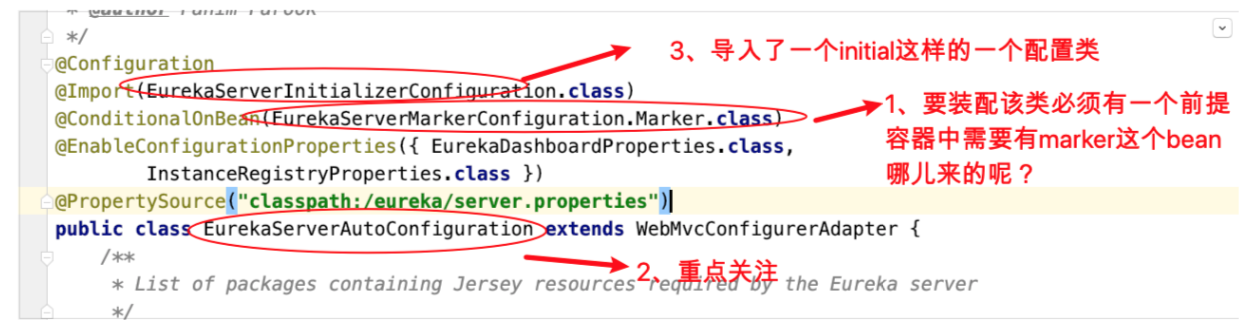 * @author Fahim Farook
*/
@Configuration
@Import(EurekaServerInitializerConfiguration.class)
@ConditionalOnBean(EurekaServerMarkerConfiguration.Marker.class)
@EnableConfigurationProperties({ EurekaDashboardProperties.class,
InstanceRegistryProperties.class })
@PropertySource("classpath:/eureka/server.properties")
public class EurekaServerAutoConfiguration extends WebMvcConfigurerAdapter {
/**
* List of packages containing Jersey resources required by the Eureka server
*/
3、导入了一个initial这样的一个配置类
1、要装配该类必须有一个前提
容器中需要有marker这个bean
哪儿来的呢？
2、重点关注